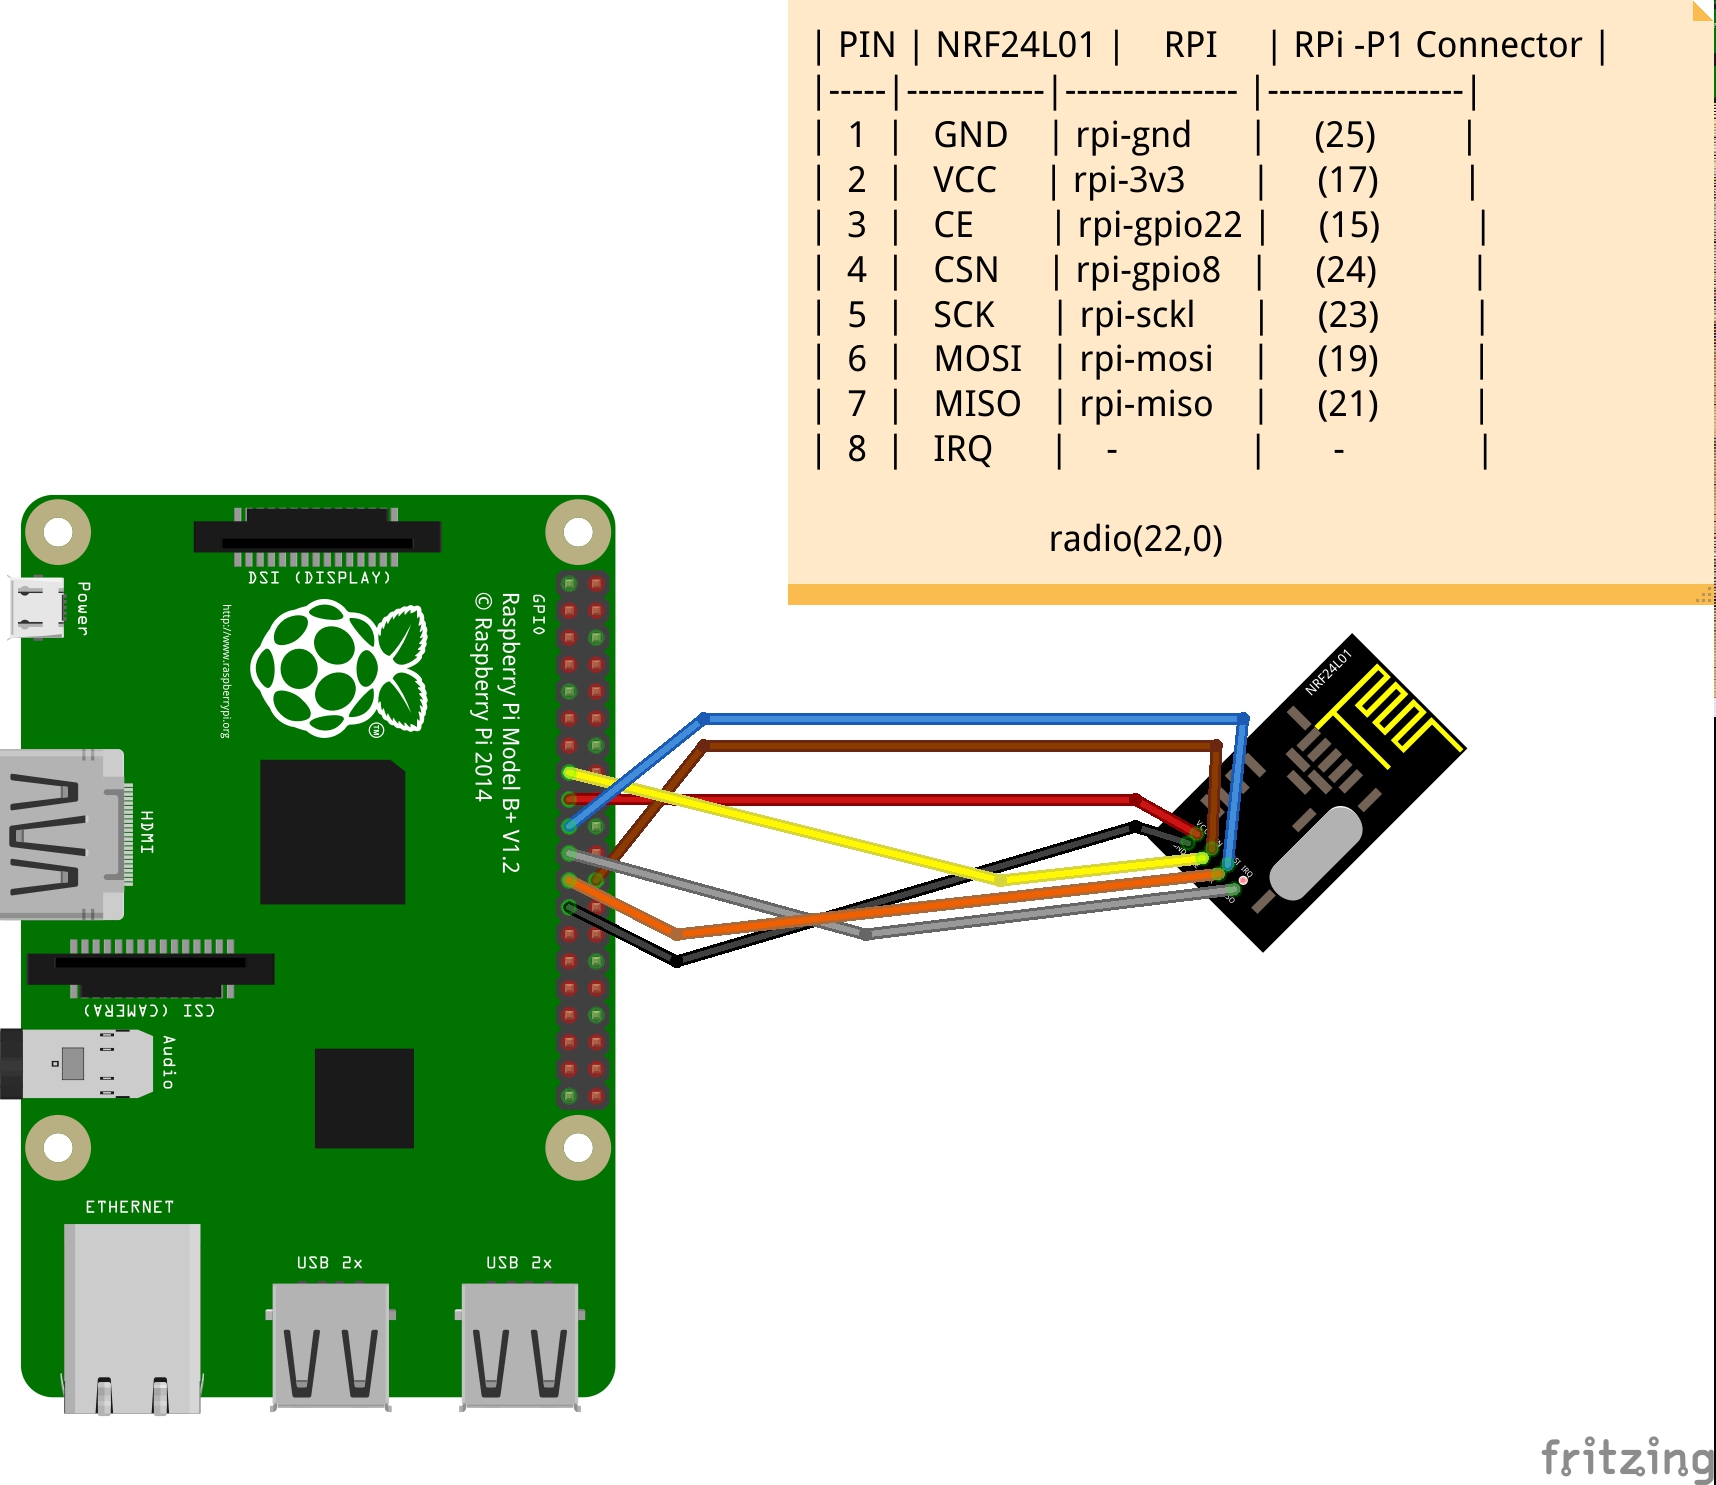 | PIN | NRF24L01 | RPI | RPi -P1 Connector |
|-----|------------|---------------|-----------------|
| 1 | GND | rpi-gnd | (25) |
| 2 | VCC | rpi-3v3 | (17) |
| 3 | CE | rpi-gpio22 | (15) |
| 4 | CSN | rpi-gpio8 | (24) |
| 5 | SCK | rpi-sckl | (23) |
| 6 | MOSI | rpi-mosi | (19) |
| 7 | MISO | rpi-miso | (21) |
| 8 | IRQ | - | - |
radio(22,0)
DSI (DISPLAY)
Power
http://www.raspberrypi.org
TM
GPIO
Raspberry Pi Model B+ V1.2
© Raspberry Pi 2014
HDMI
CSI (CAMERA)
Audio
ETHERNET
USB 2x
USB 2x
NRF24L01
IRQ
fritzing